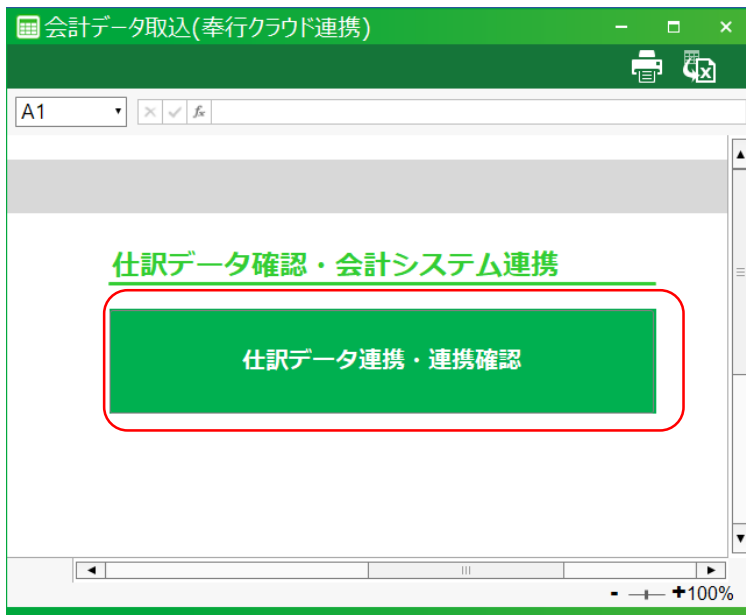 会計データ取込(奉行クラウド連携)
A1
fx
仕訳データ確認・会計システム連携
仕訳データ連携・連携確認
- + 100%